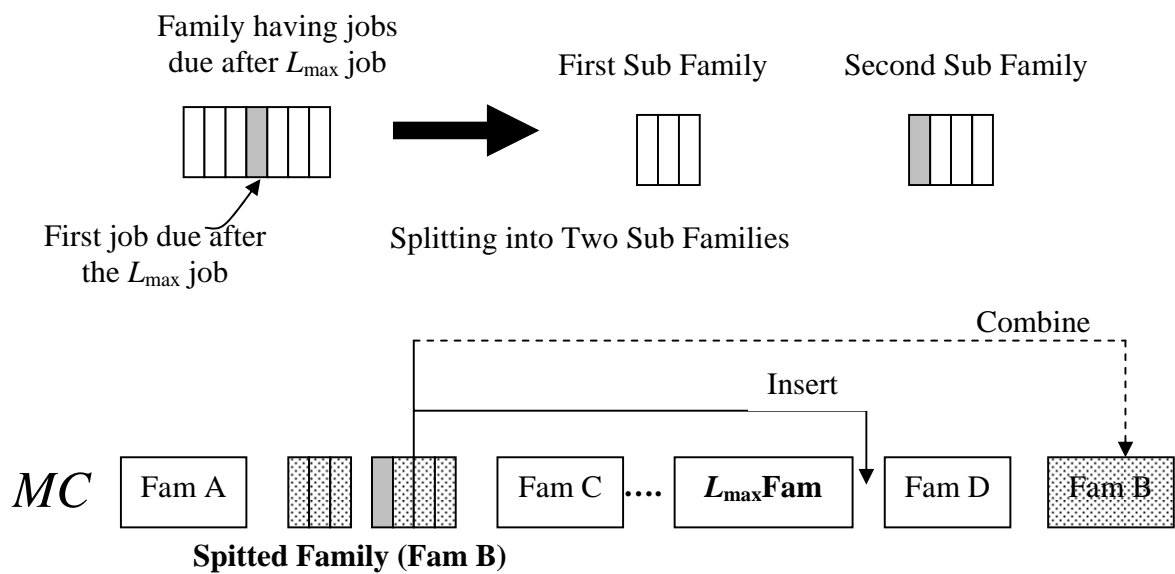 Family having jobs
due after Lmax job
First Sub Family
Second Sub Family
First job due after
the Lmax job
Splitting into Two Sub Families
Combine
Insert
MC
Fam A
Fam C
....
LmaxFam
Fam D
Fam B
Spitted Family (Fam B)